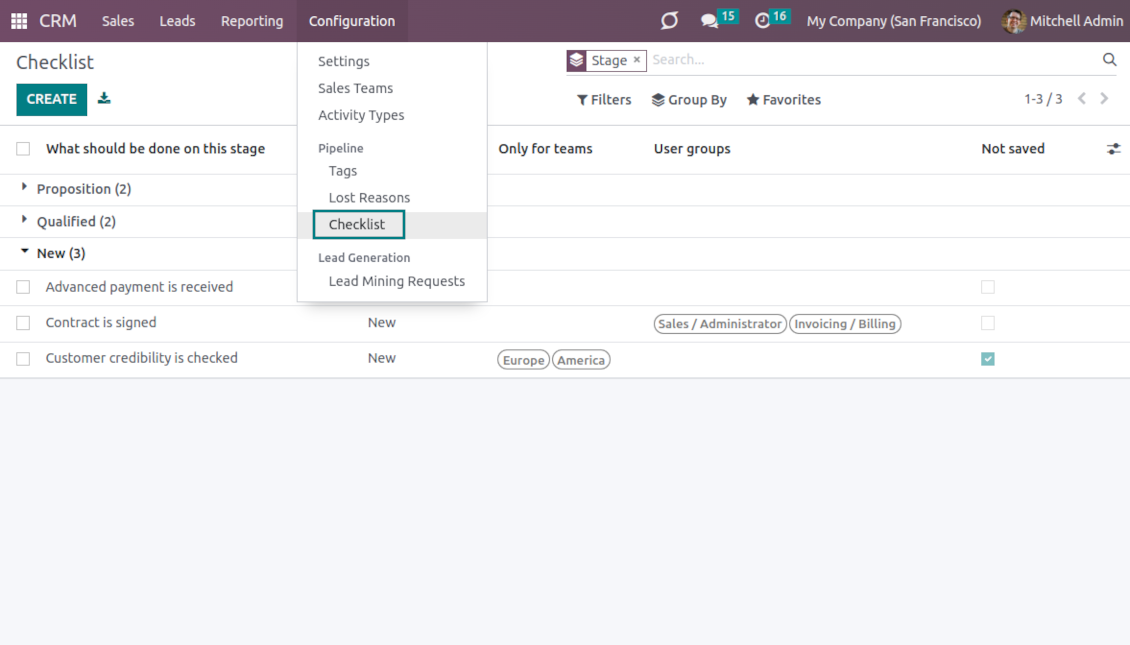 CRM Sales Leads Reporting Configuration 15 16 My Company (San Francisco) Mitchell Admin
Checklist
Stage × Search...
CREATE
Filters Group By Favorites 1-3 / 3
Settings
Sales Teams
Activity Types
Pipeline
Tags
Lost Reasons
Checklist
Lead Generation
Lead Mining Requests
What should be done on this stage Only for teams User groups Not saved
Proposition (2)
Qualified (2)
New (3)
Advanced payment is received
Contract is signed New Sales / Administrator Invoicing / Billing
Customer credibility is checked New Europe America